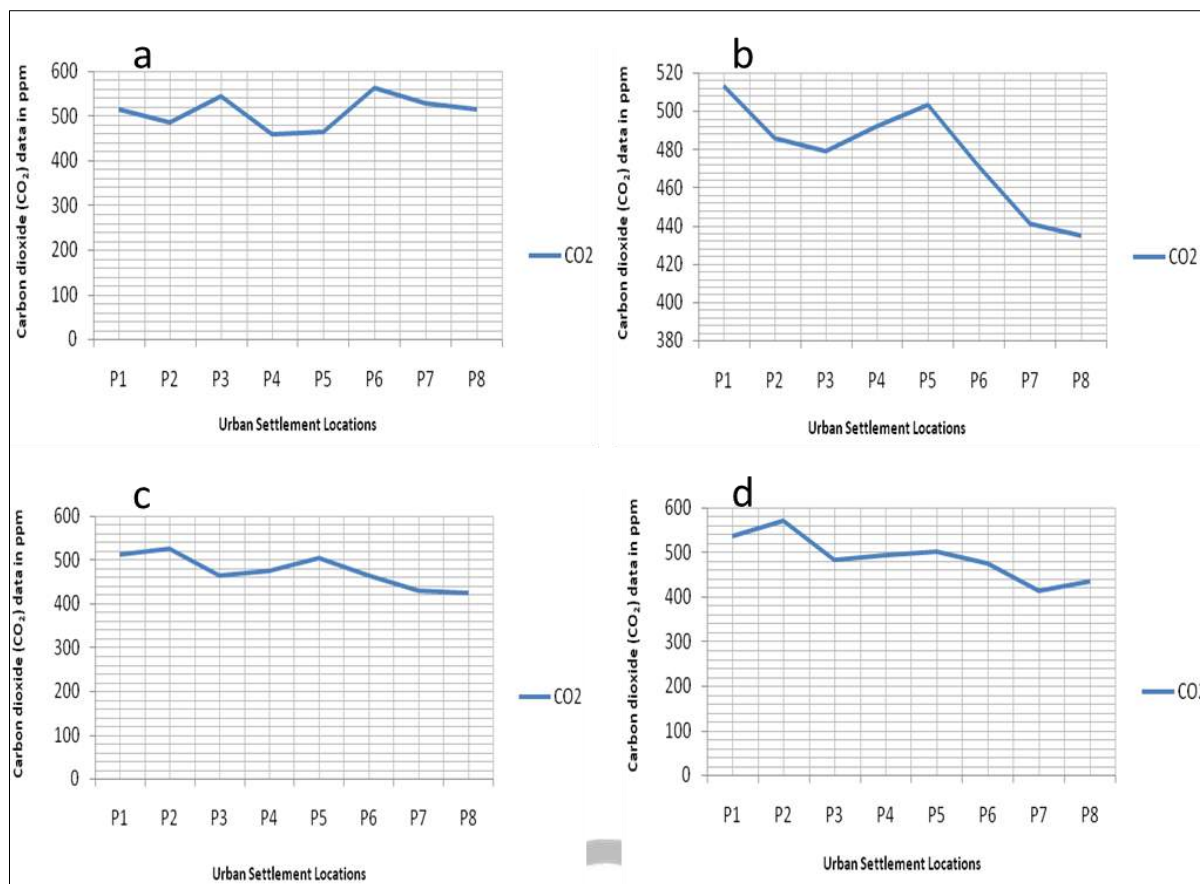 a
Carbon dioxide (CO₂) data in ppm
600
500
400
300
200
100
0
P1 P2 P3 P4 P5 P6 P7 P8
Urban Settlement Locations
CO2
b
Carbon dioxide (CO₂) data in ppm
520
500
480
460
440
420
400
380
P1 P2 P3 P4 P5 P6 P7 P8
Urban Settlement Locations
CO2
c
Carbon dioxide (CO₂) data in ppm
600
500
400
300
200
100
0
P1 P2 P3 P4 P5 P6 P7 P8
Urban Settlement Locations
CO2
d
Carbon dioxide (CO₂) data in ppm
600
500
400
300
200
100
0
P1 P2 P3 P4 P5 P6 P7 P8
Urban Settlement Locations
CO2